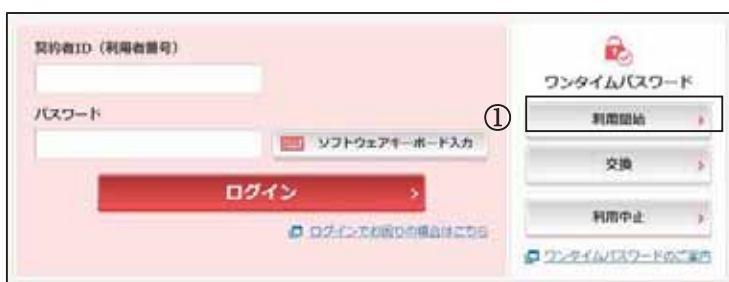 契約者ID（利用者番号）
パスワード
ソフトウェアキーボード入力
ログイン
ログインでお困りの場合はこちら
ワンタイムパスワード
①
利用開始
交換
利用中止
ワンタイムパスワードのご案内